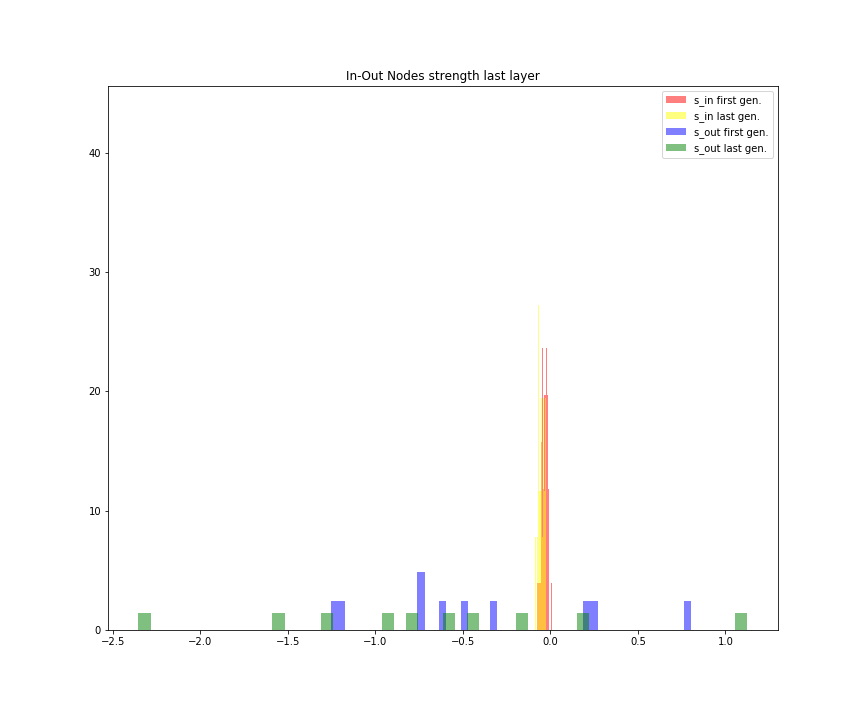 In-Out Nodes strength last layer
s_in first gen.
s_in last gen.
s_out first gen.
s_out last gen.
40
30
20
10
0
−2.5 −2.0 −1.5 −1.0 −0.5 0.0 0.5 1.0